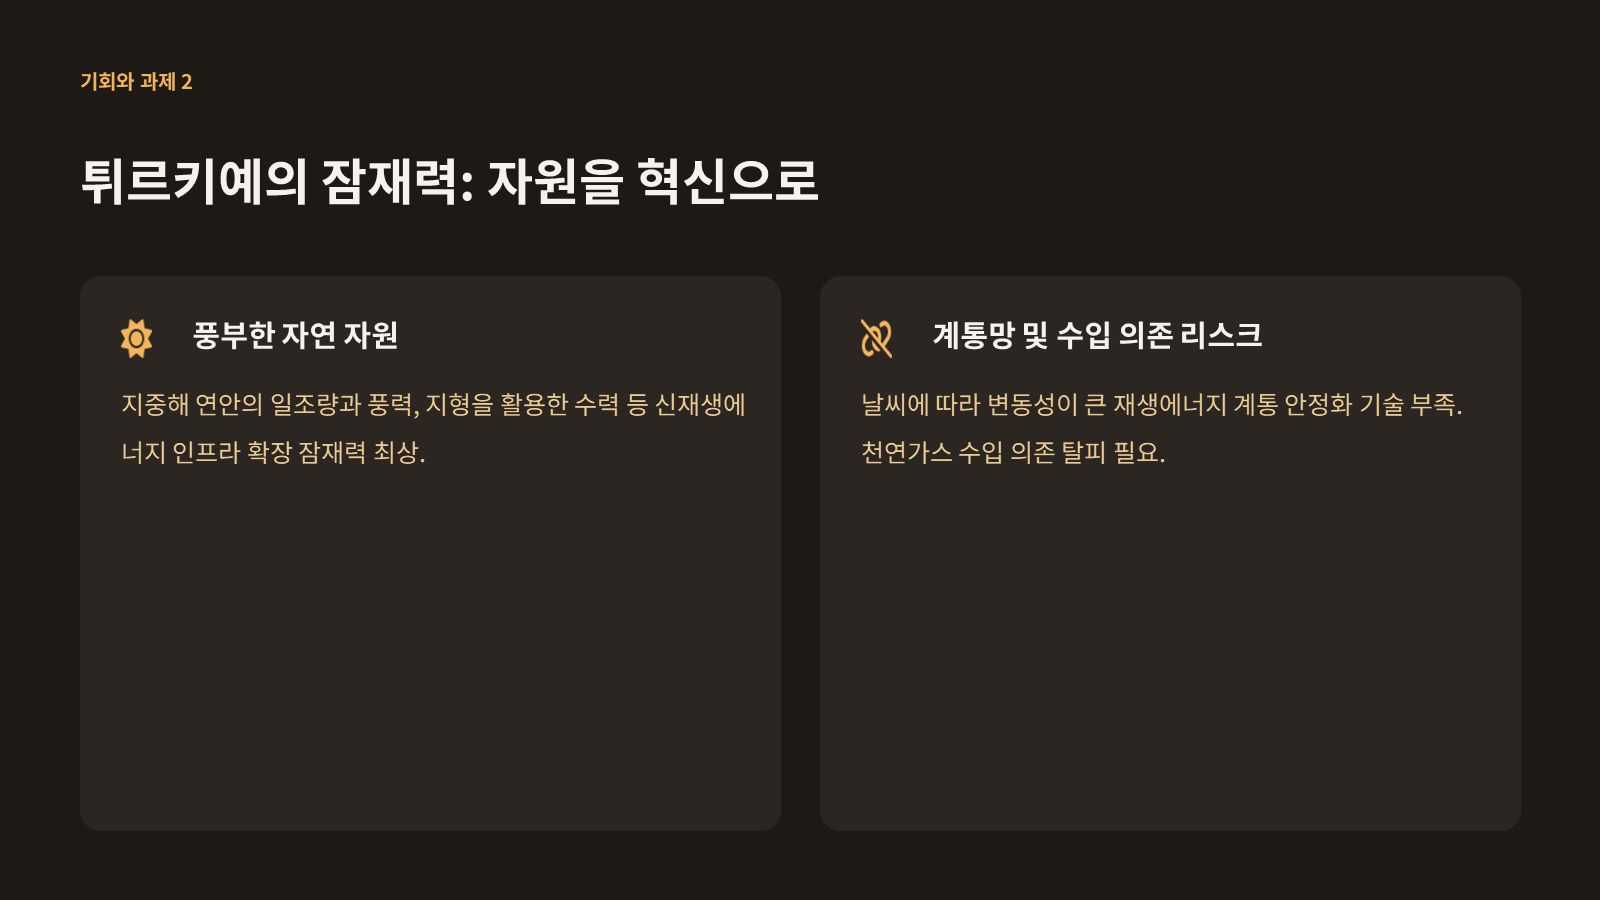 기회와 과제 2
튀르키예의 잠재력: 자원을 혁신으로
풍부한 자연 자원
지중해 연안의 일조량과 풍력, 지형을 활용한 수력 등 신재생에
너지 인프라 확장 잠재력 최상.
계통망 및 수입 의존 리스크
날씨에 따라 변동성이 큰 재생에너지 계통 안정화 기술 부족.
천연가스 수입 의존 탈피 필요.